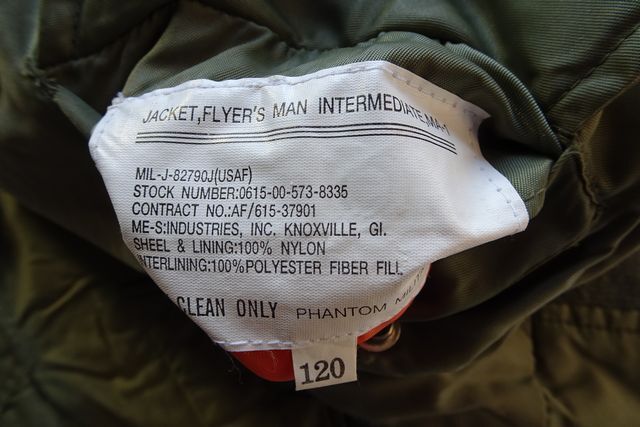 JACKET,FLYER'S MAN INTERMEDIATE,MA-1
MIL-J-82790J(USAF)
STOCK NUMBER:0615-00-573-8335
CONTRACT NO.:AF/615-37901
ME-S:INDUSTRIES, INC. KNOXVILLE, GI.
SHEEL & LINING:100% NYLON
INTERLINING:100%POLYESTER FIBER FILL
CLEAN ONLY PHANTOM
120